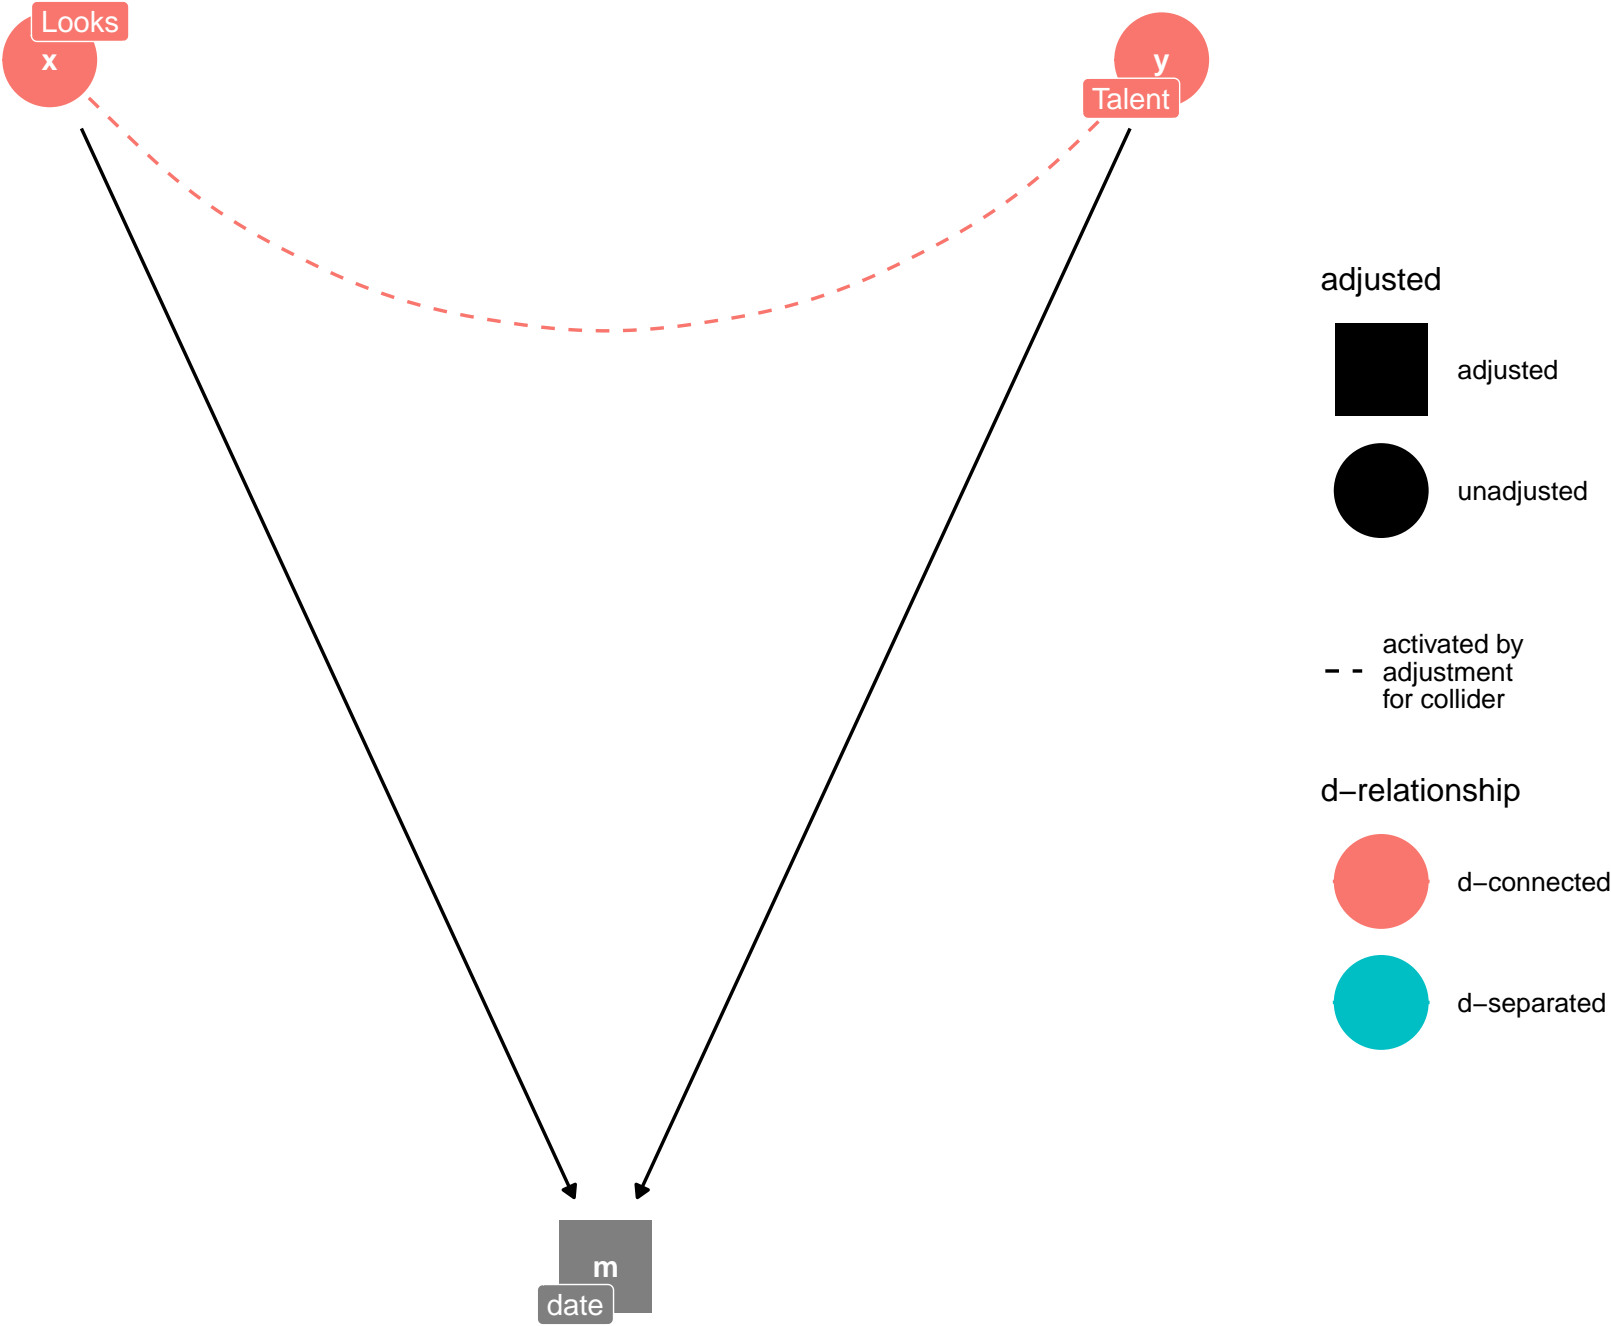 Looks
x
y
Talent
adjusted
adjusted
unadjusted
activated by
adjustment
for collider
d−relationship
d−connected
d−separated
m
date